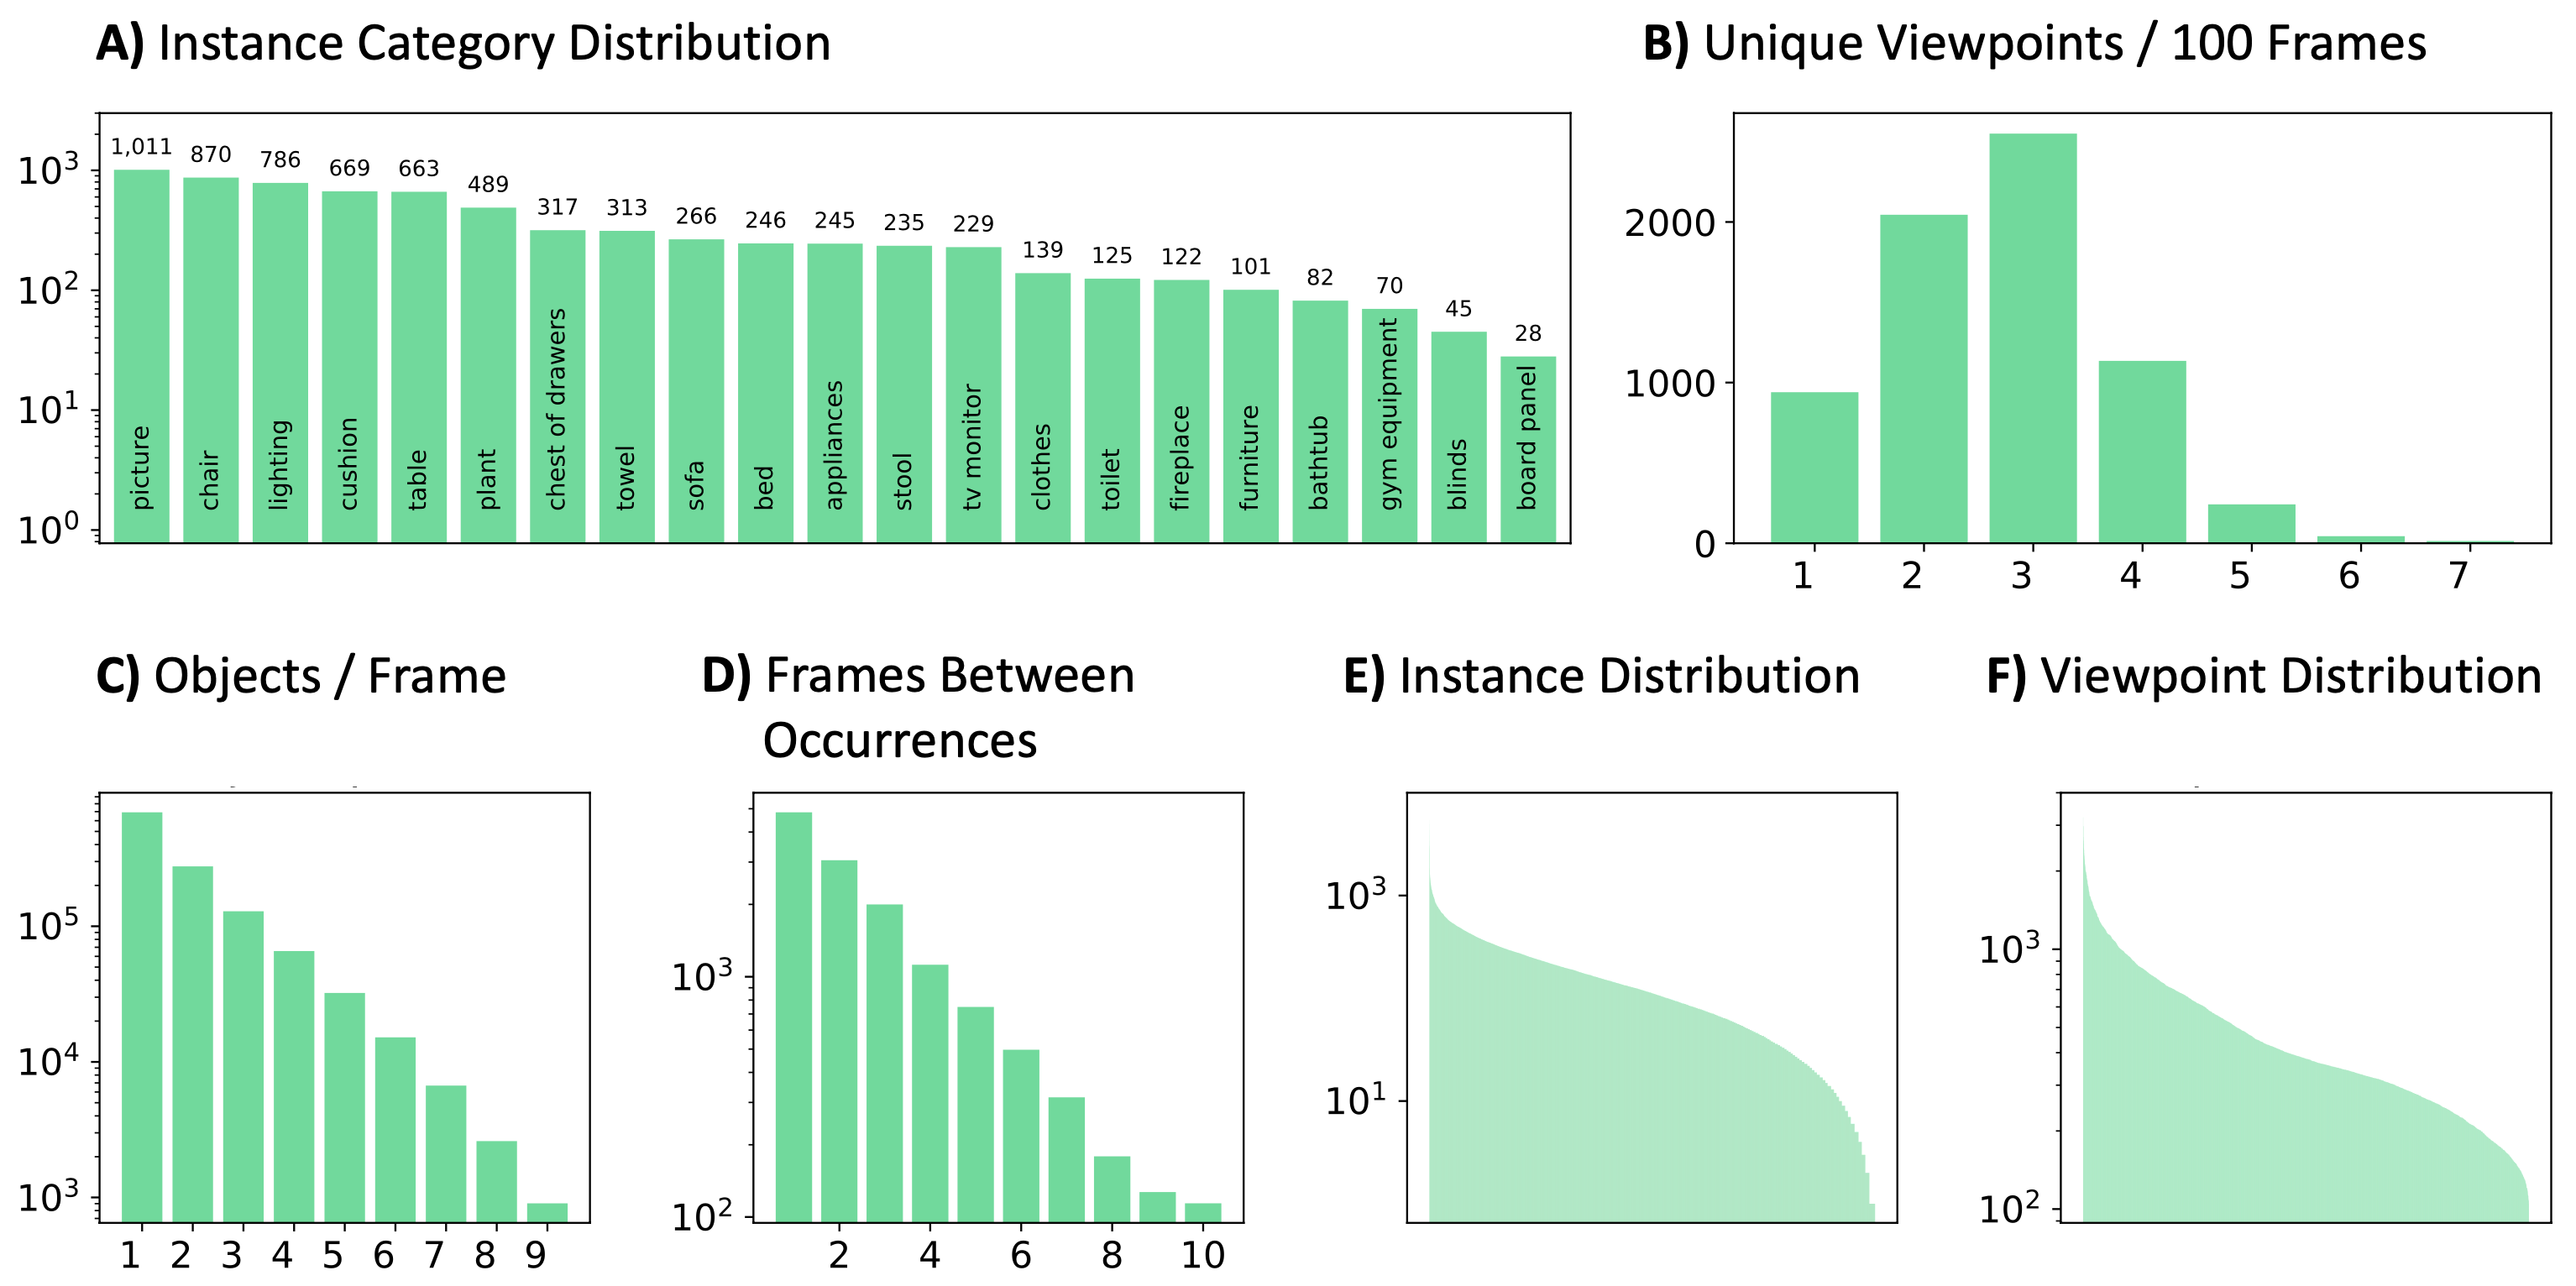 A) Instance Category Distribution
B) Unique Viewpoints / 100 Frames
10³
10²
10¹
10⁰
1,011
870
786
669
663
489
317
313
266
246
245
235
229
139
125
122
101
82
70
45
28
picture
chair
lighting
cushion
table
plant
chest of drawers
towel
sofa
bed
appliances
stool
tv monitor
clothes
toilet
fireplace
furniture
bathtub
gym equipment
blinds
board panel
2000
1000
0
1 2 3 4 5 6 7
C) Objects / Frame
10⁵
10⁴
10³
1 2 3 4 5 6 7 8 9
D) Frames Between
Occurrences
10³
10²
2 4 6 8 10
E) Instance Distribution
10³
10¹
F) Viewpoint Distribution
10³
10²